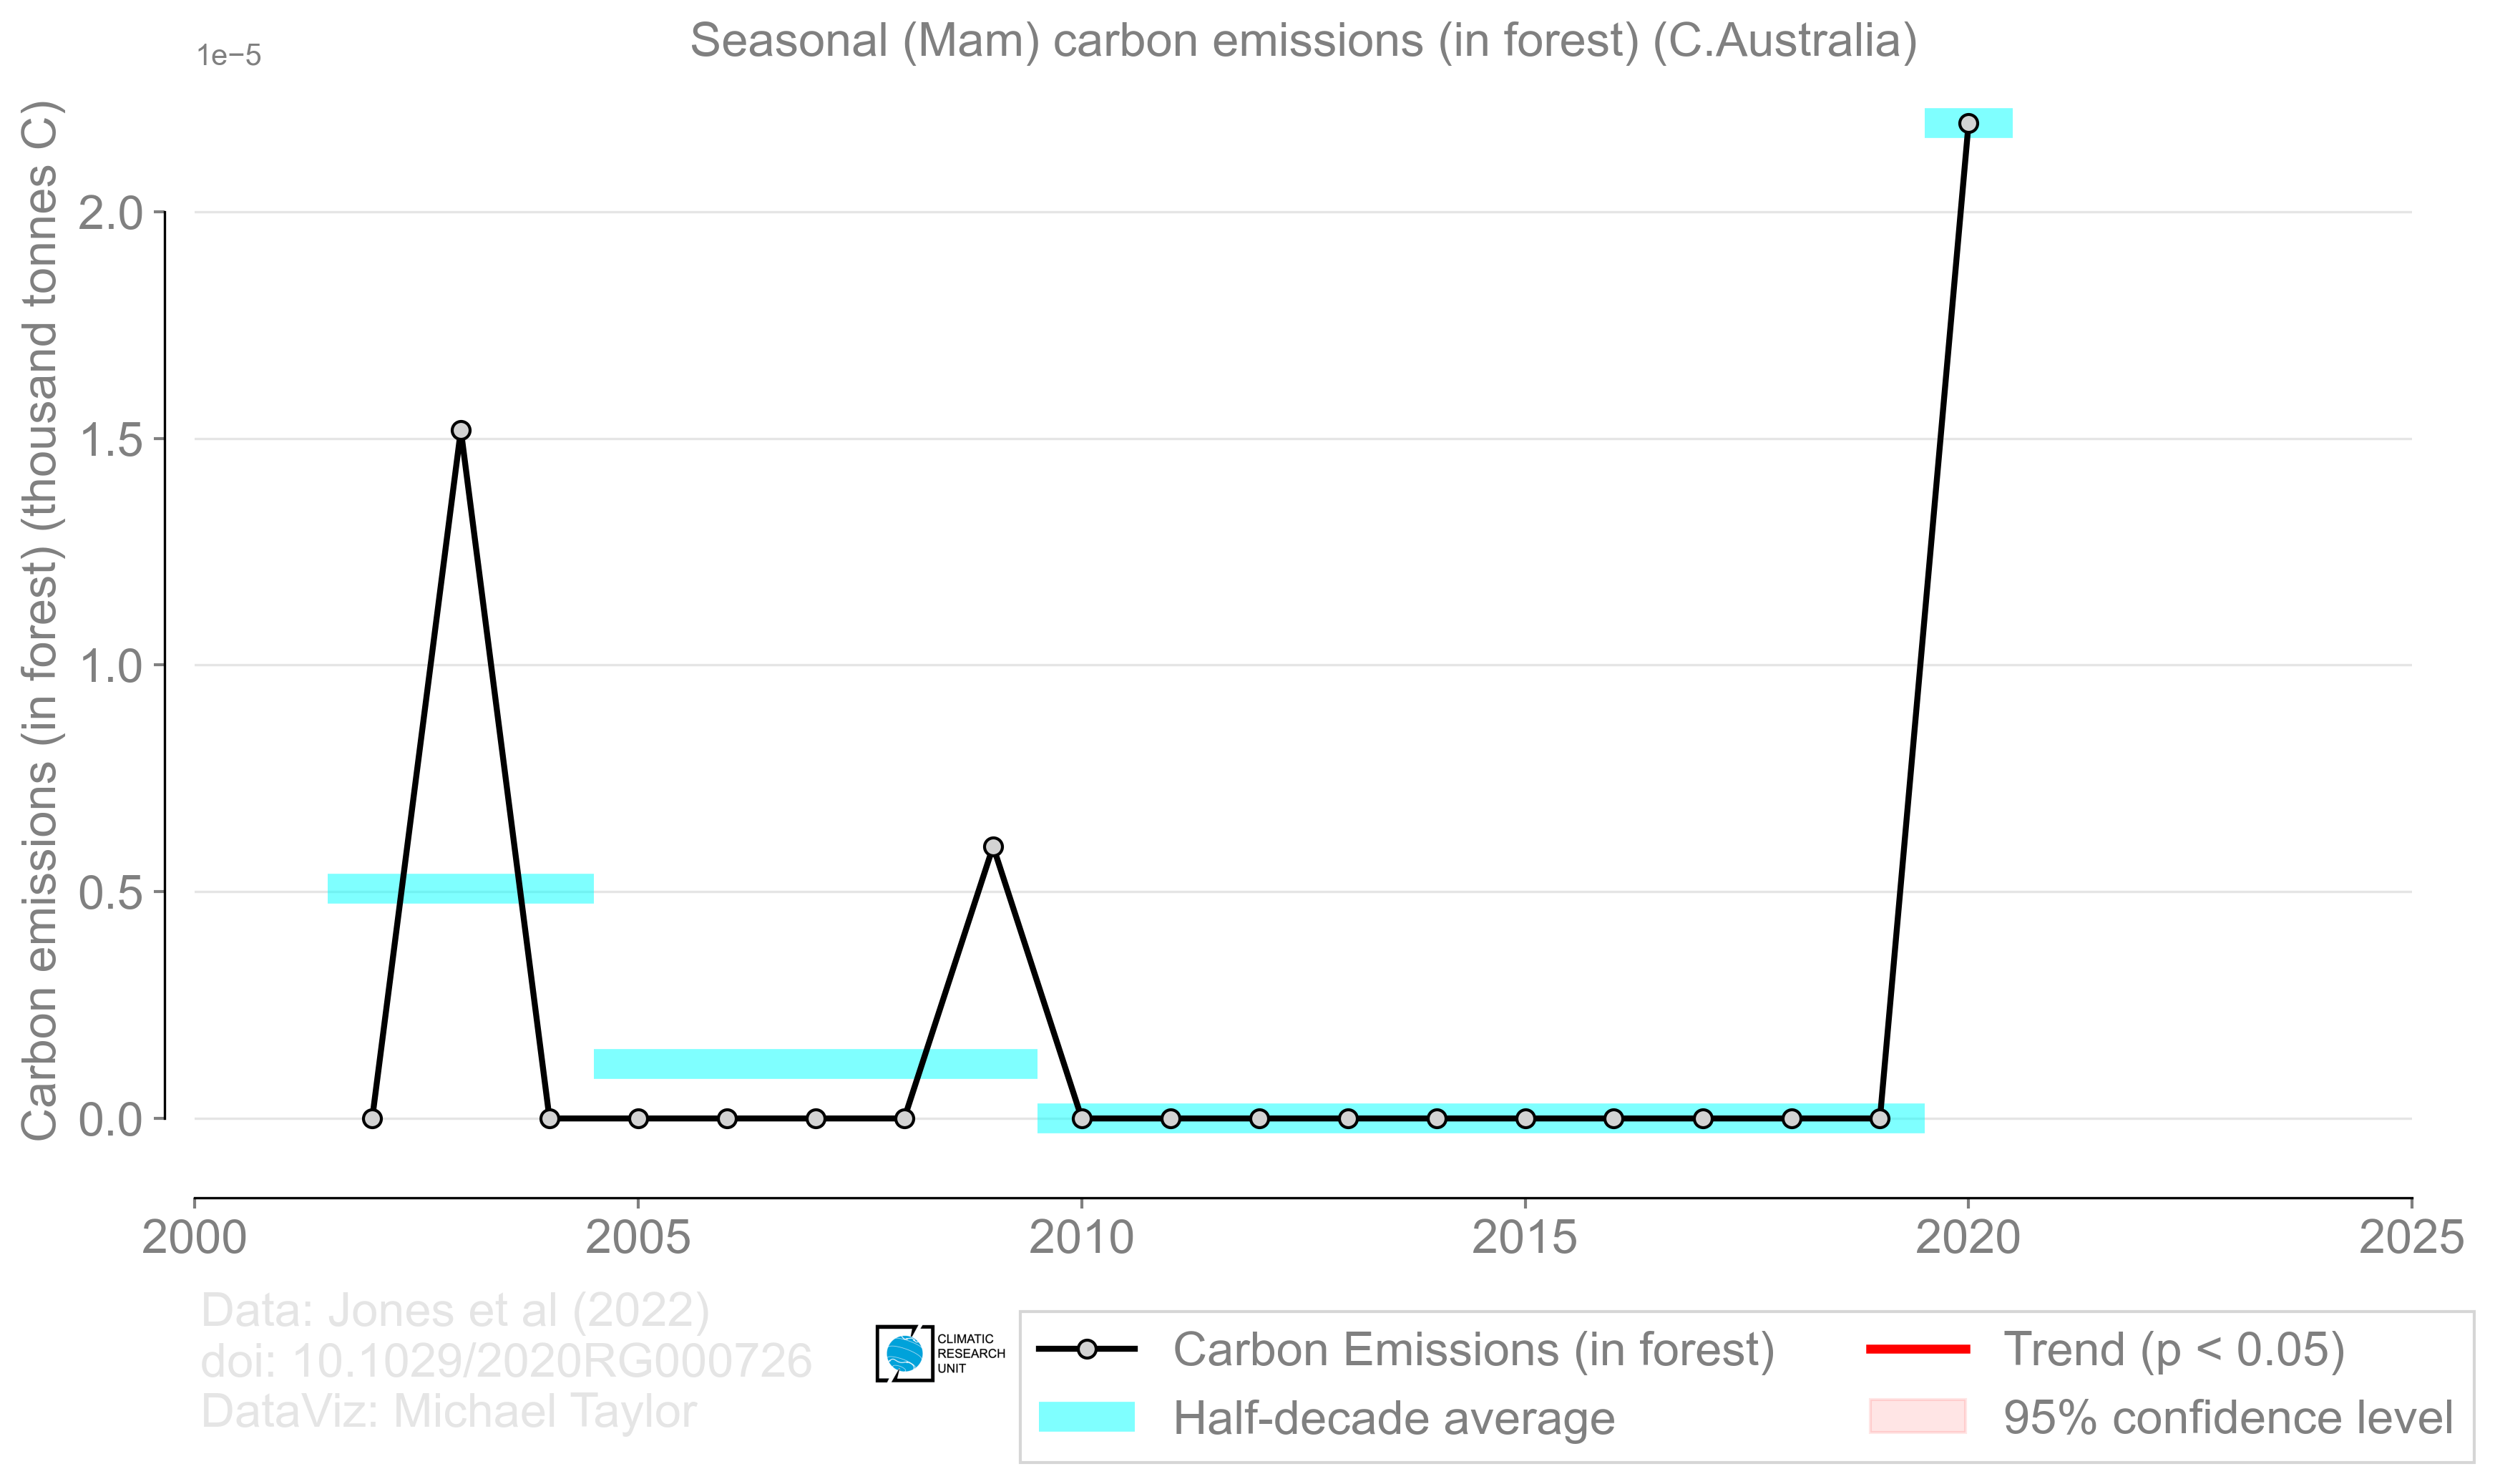 Seasonal (Mam) carbon emissions (in forest) (C.Australia)
1e−5
Carbon emissions (in forest) (thousand tonnes C)
2.0
1.5
1.0
0.5
0.0
2000 2005 2010 2015 2020 2025
Data: Jones et al (2022)
doi: 10.1029/2020RG000726
DataViz: Michael Taylor
CLIMATIC
RESEARCH
UNIT
Carbon Emissions (in forest)
Half-decade average
Trend (p < 0.05)
95% confidence level